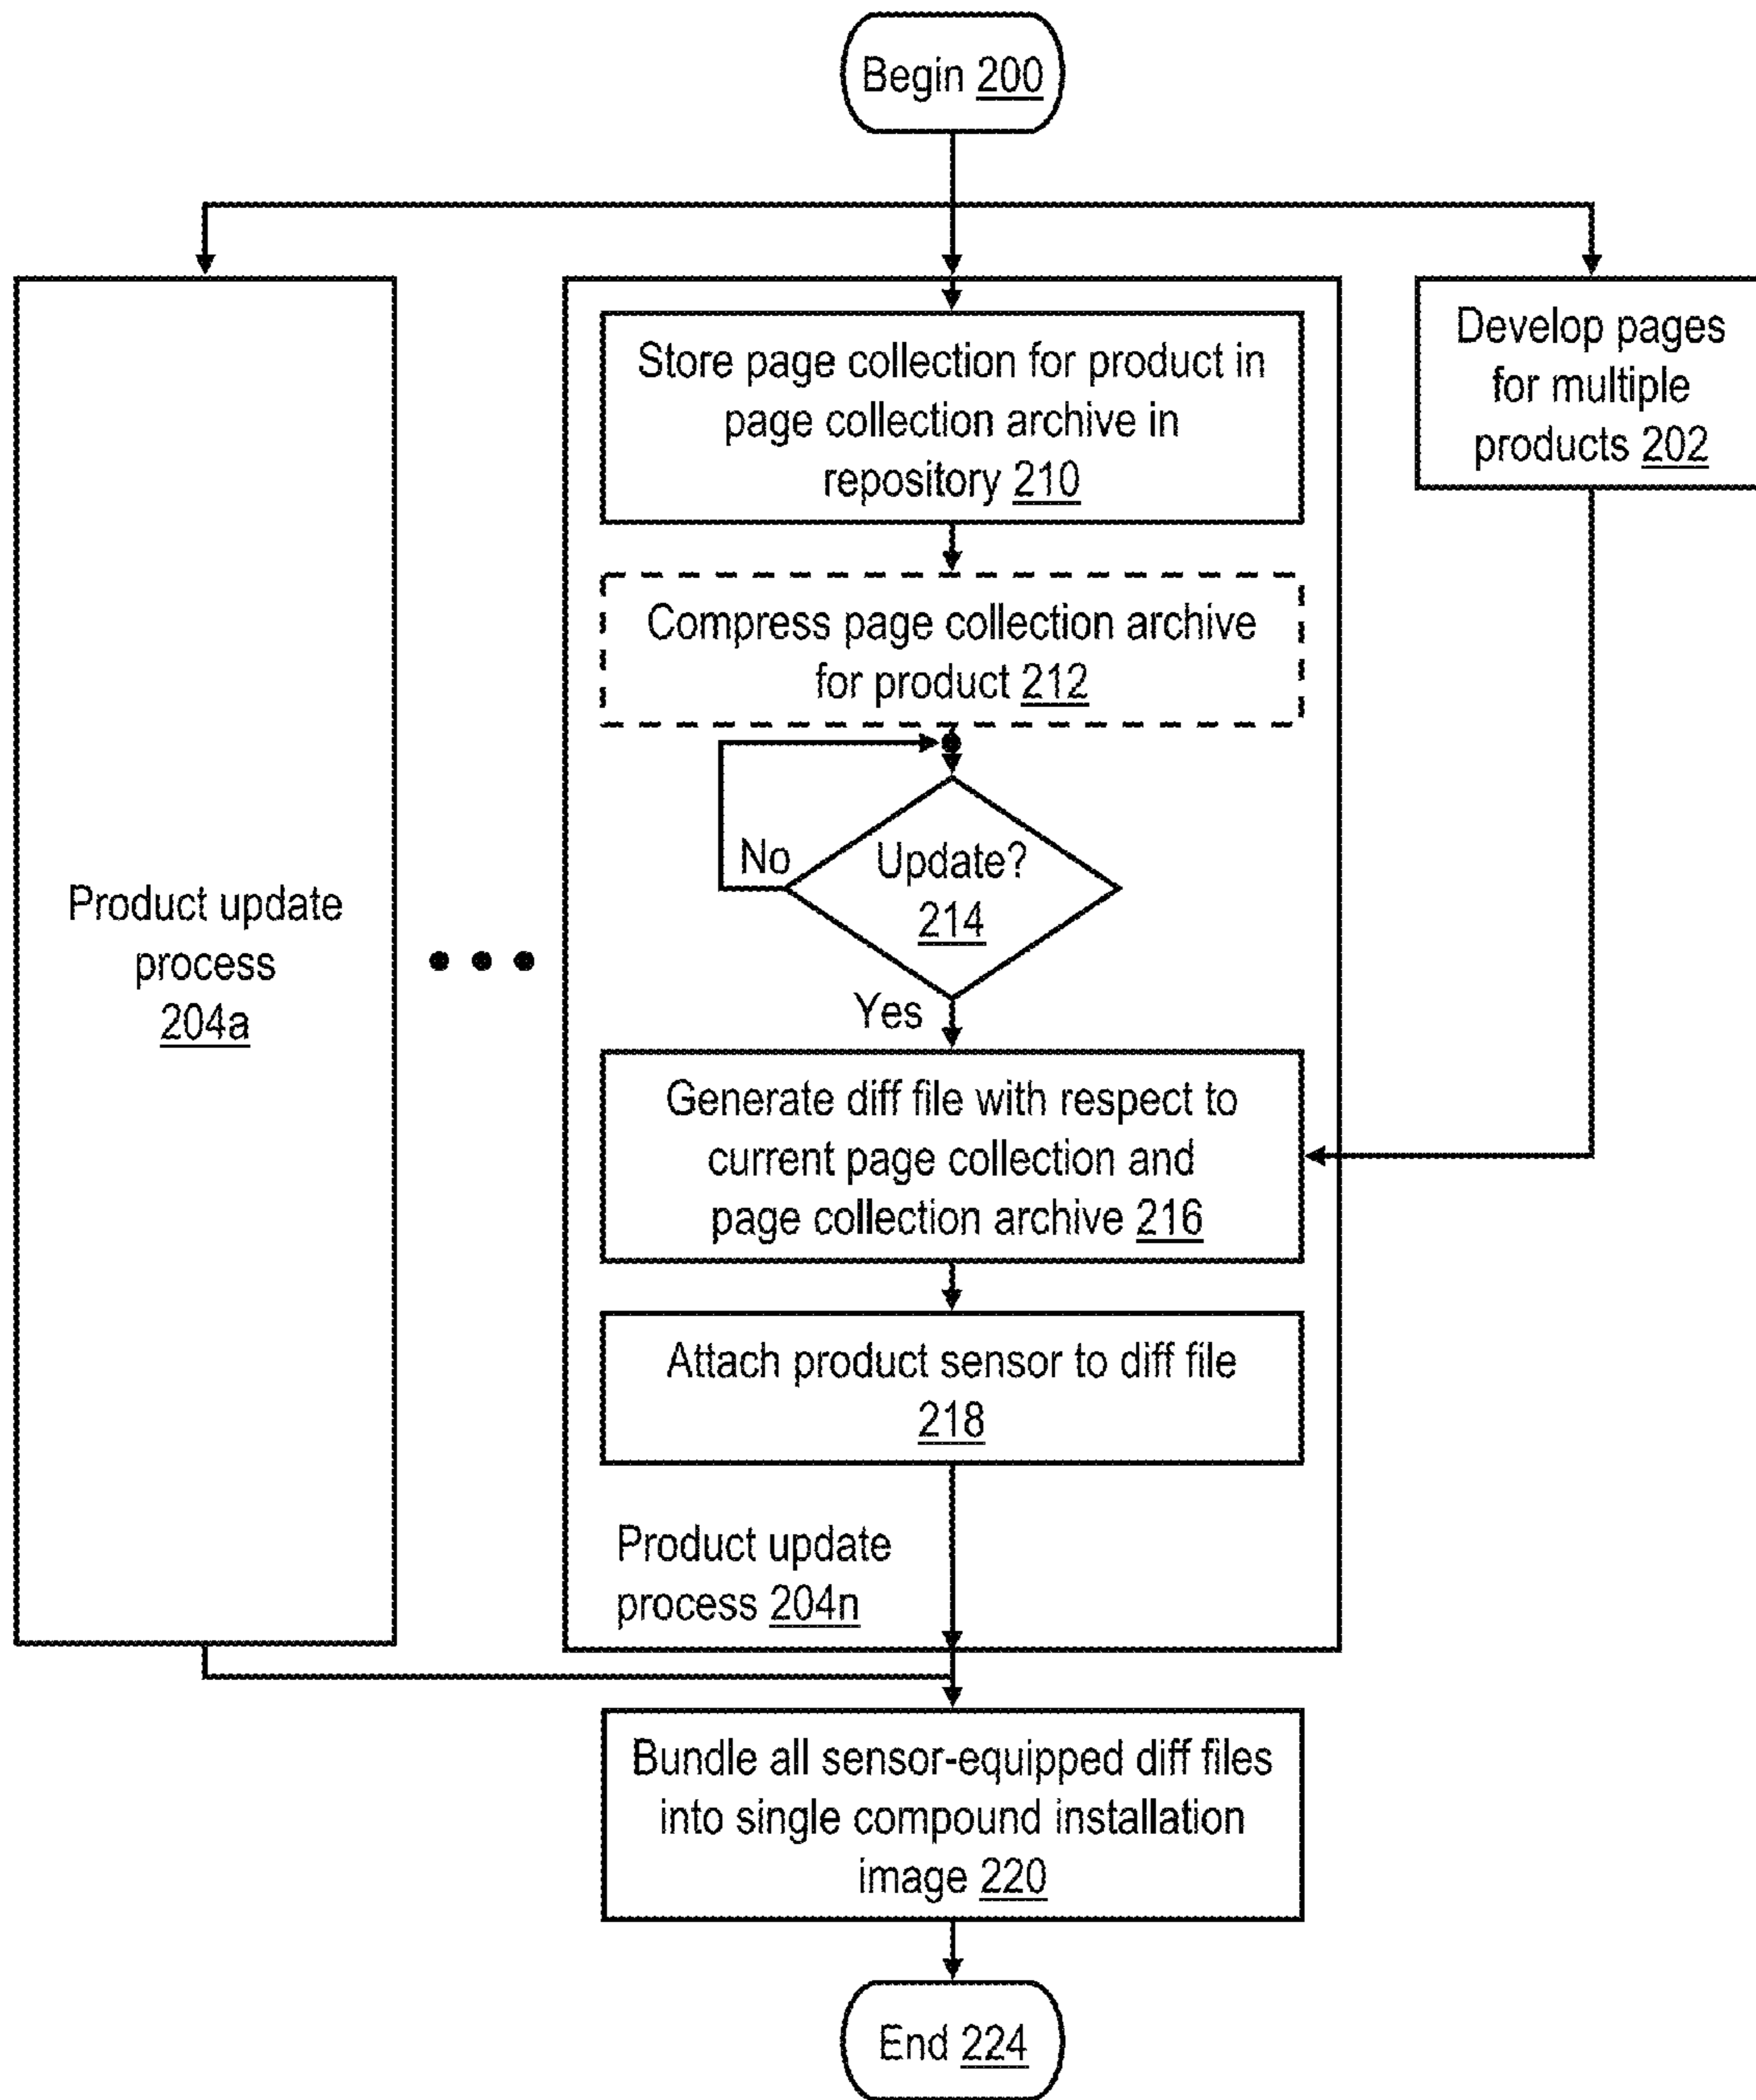 Begin 200
Store page collection for product in
page collection archive in
repository 210
Develop pages
for multiple
products 202
Compress page collection archive
for product 212
No
Update?
214
Yes
Product update
process
204a
Generate diff file with respect to
current page collection and
page collection archive 216
Attach product sensor to diff file
218
Product update
process 204n
Bundle all sensor-equipped diff files
into single compound installation
image 220
End 224